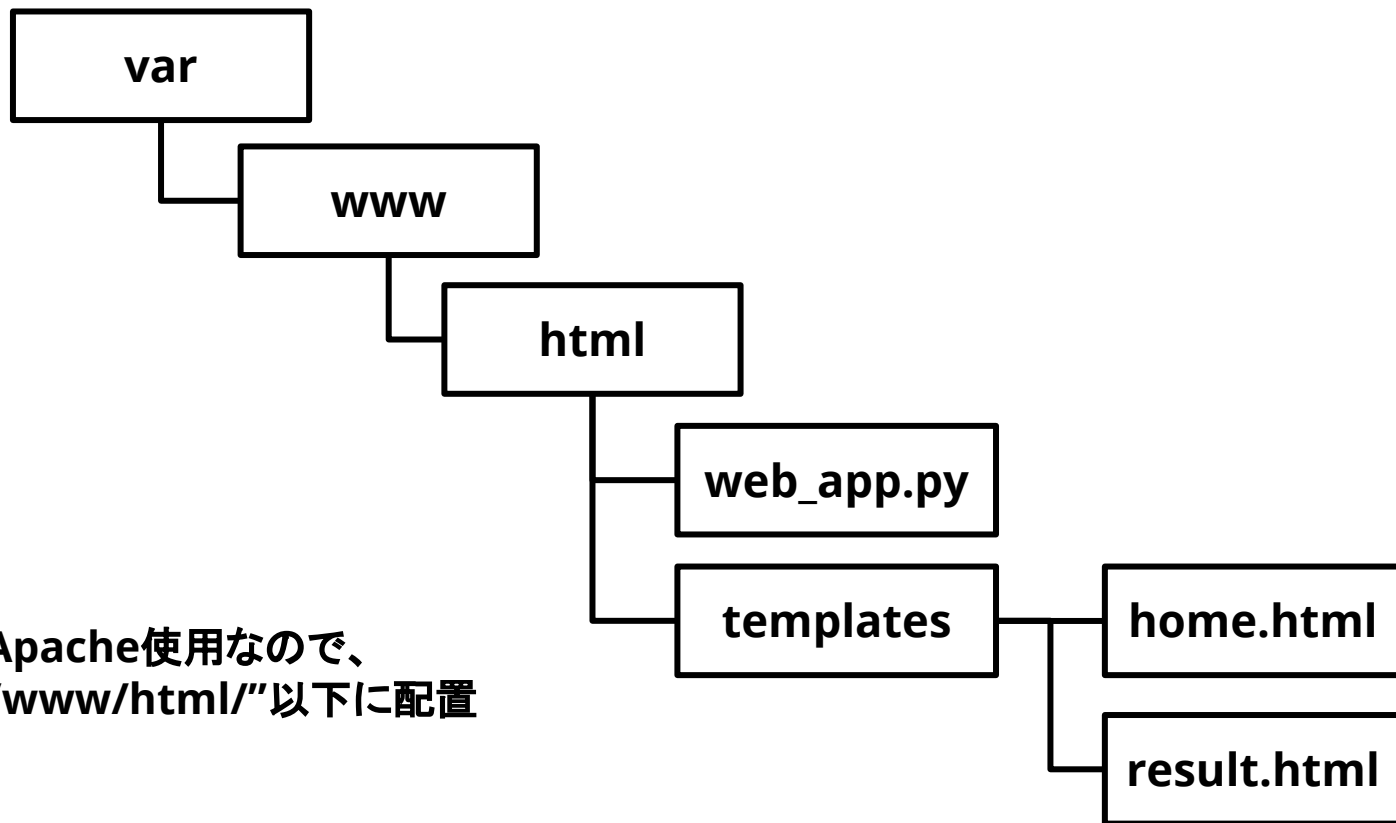 var
www
html
web_app.py
templates
home.html
result.html
Apache使用なので、
/www/html/”以下に配置